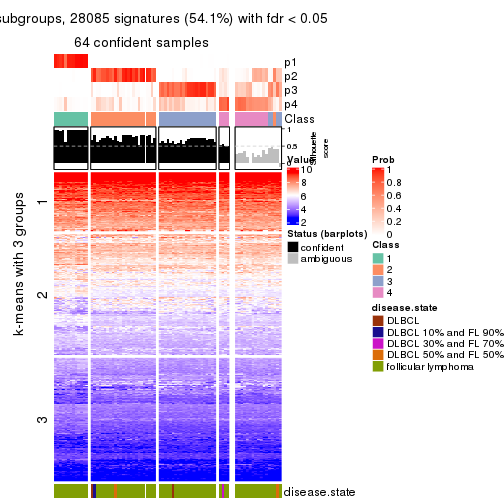 subgroups, 28085 signatures (54.1%) with fdr < 0.05
64 confident samples
p1
p2
p3
p4
Class
1
0.5
0
Silhouette
score
k-means with 3 groups
1
2
3
disease.state
Value
10
8
6
4
2
Status (barplots)
confident
ambiguous
Prob
1
0.8
0.6
0.4
0.2
0
Class
1
2
3
4
disease.state
DLBCL
DLBCL 10% and FL 90%
DLBCL 30% and FL 70%
DLBCL 50% and FL 50%
follicular lymphoma